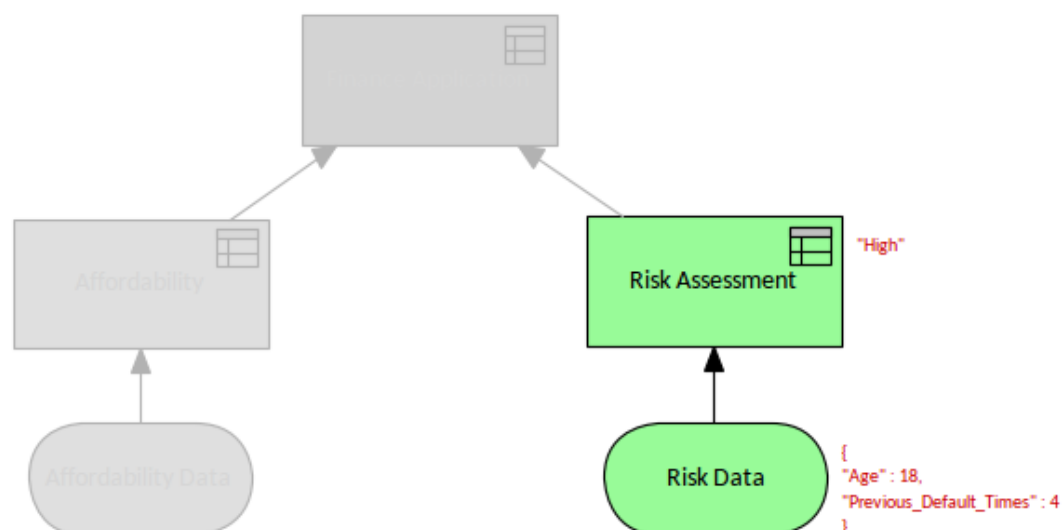 Affordability
Risk Assessment
"High"
Affordability Data
Risk Data
{
"Age" : 18,
"Previous_Default_Times" : 4
}